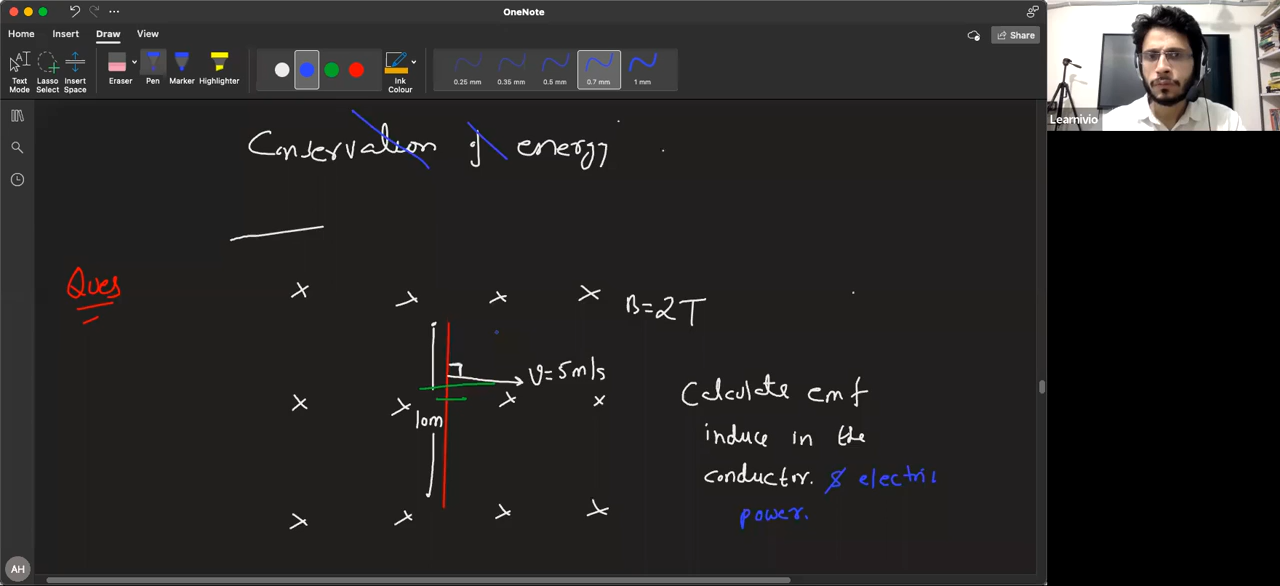 OneNote
Home Insert Draw View
Share
Text Mode
Lasso Select
Insert Space
Eraser
Pen
Marker
Highlighter
Ink Colour
0.25 mm
0.35 mm
0.5 mm
0.7 mm
1 mm
Learnivio
Conservation of energy
Ques
B=2T
V=5m/s
10m
Calculate emf
induce in the
conductor. & electric
power.
AH